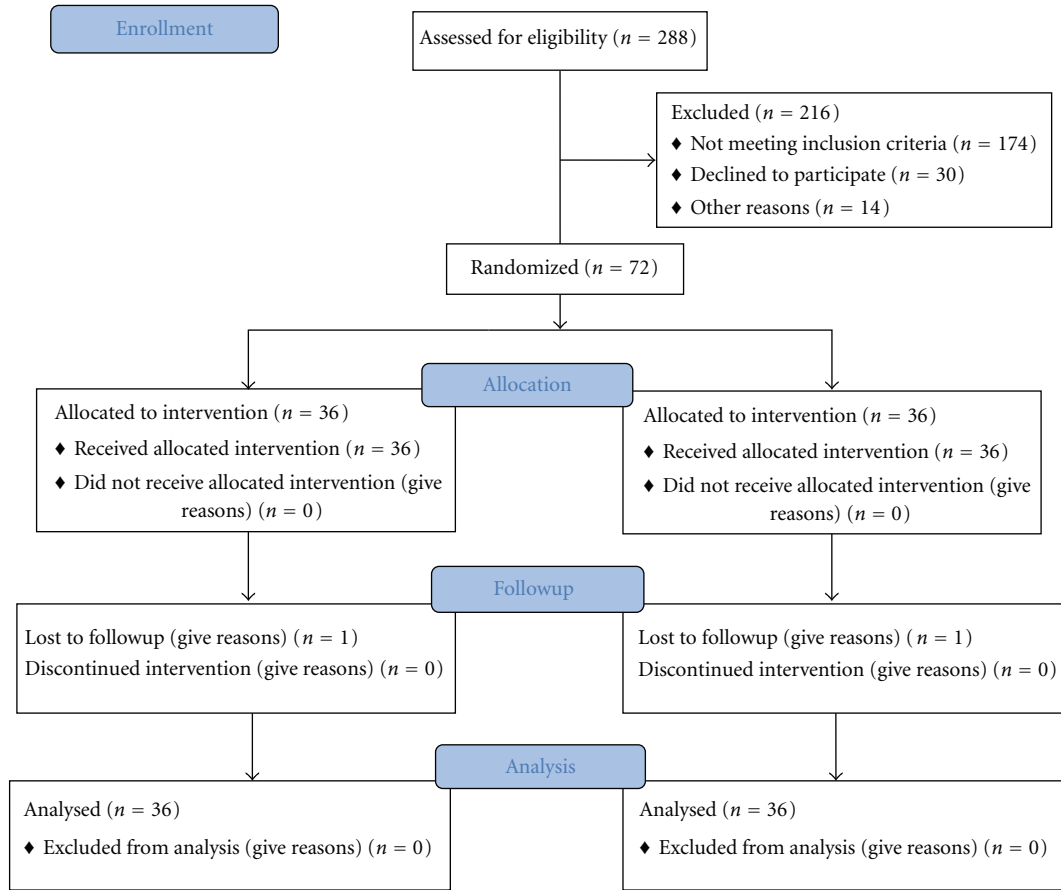 Enrollment
Assessed for eligibility (n = 288)
Excluded (n = 216)
♦ Not meeting inclusion criteria (n = 174)
♦ Declined to participate (n = 30)
♦ Other reasons (n = 14)
Randomized (n = 72)
Allocation
Allocated to intervention (n = 36)
♦ Received allocated intervention (n = 36)
♦ Did not receive allocated intervention (give
reasons) (n = 0)
Allocated to intervention (n = 36)
♦ Received allocated intervention (n = 36)
♦ Did not receive allocated intervention (give
reasons) (n = 0)
Followup
Lost to followup (give reasons) (n = 1)
Discontinued intervention (give reasons) (n = 0)
Lost to followup (give reasons) (n = 1)
Discontinued intervention (give reasons) (n = 0)
Analysis
Analysed (n = 36)
♦ Excluded from analysis (give reasons) (n = 0)
Analysed (n = 36)
♦ Excluded from analysis (give reasons) (n = 0)